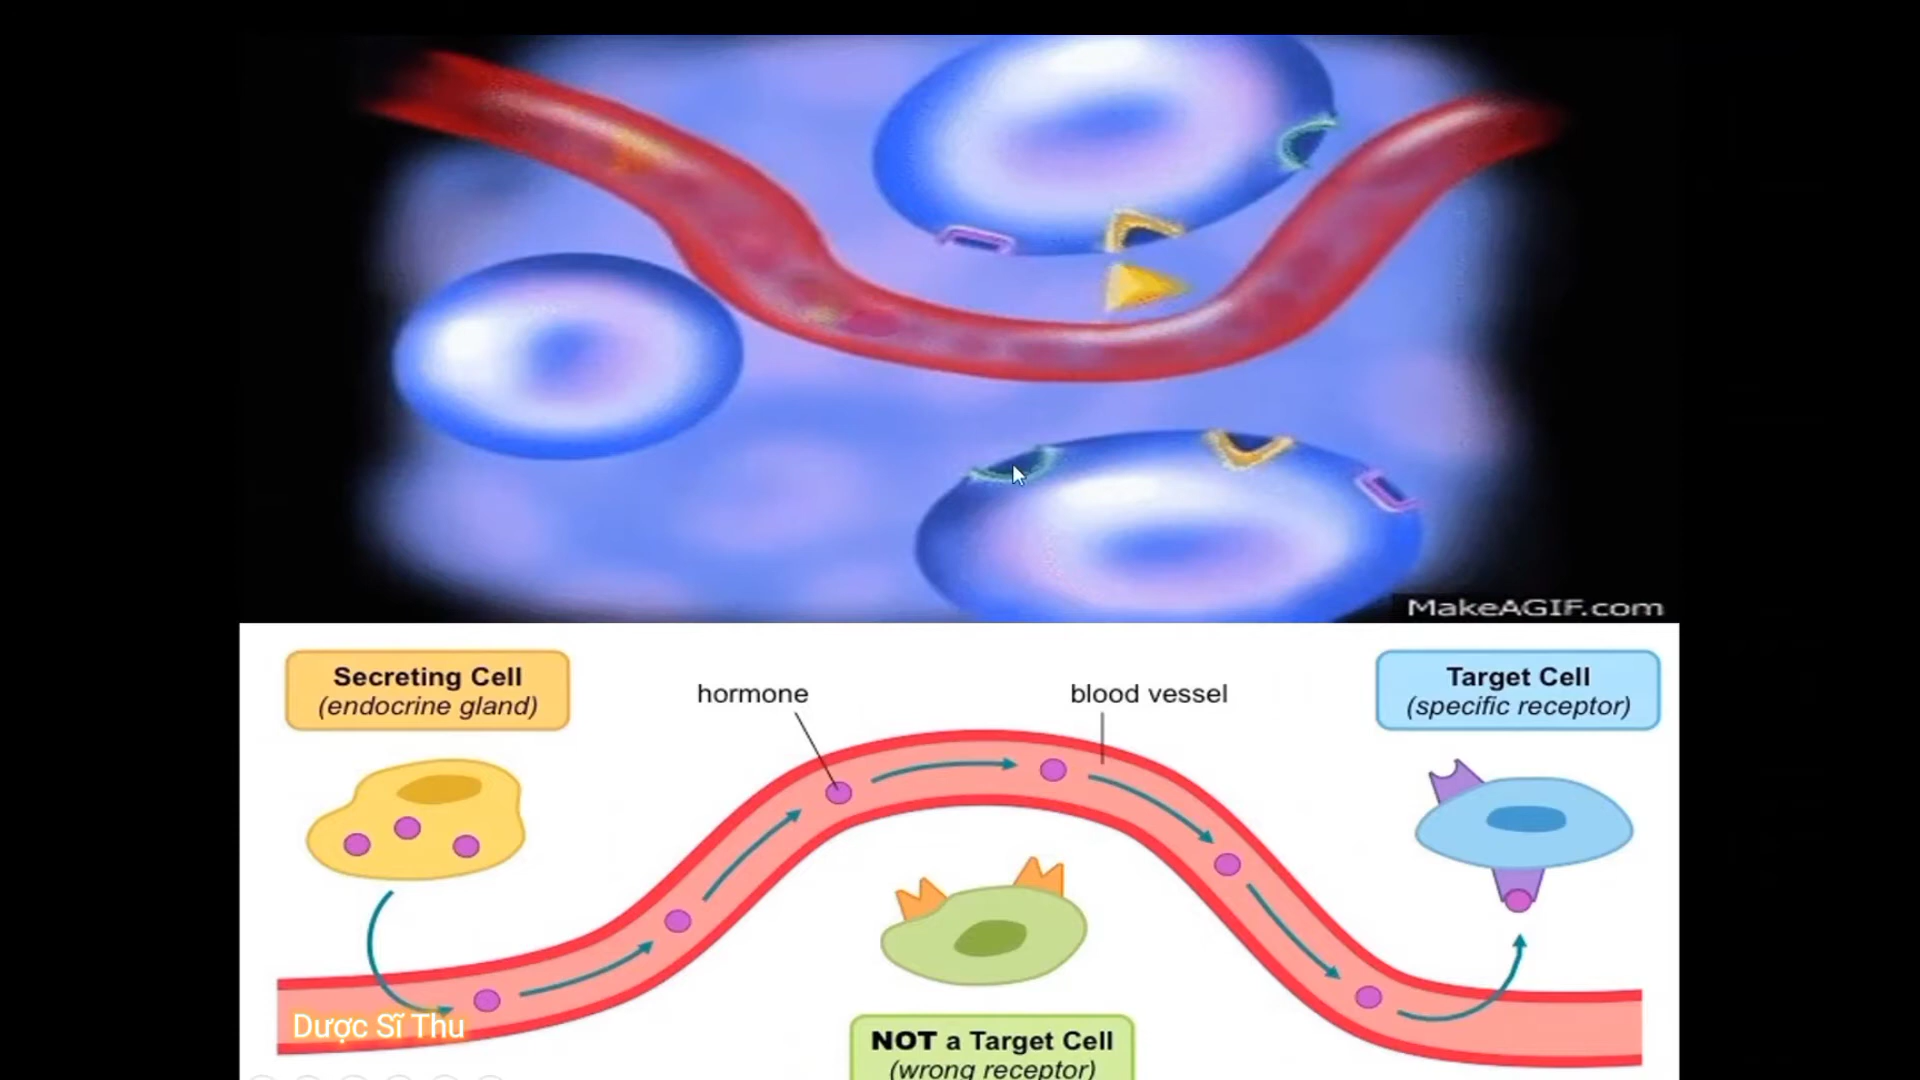 MakeAGIF.com
Secreting Cell
(endocrine gland)
hormone
blood vessel
Target Cell
(specific receptor)
Dược Sĩ Thu
NOT a Target Cell
(wrong receptor)